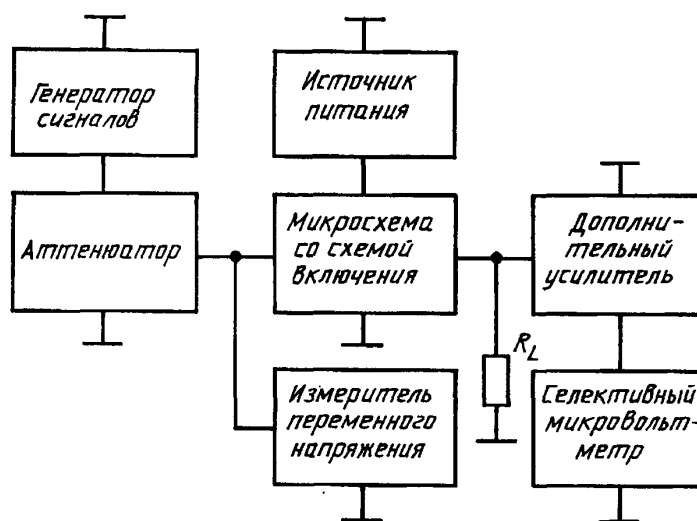 Генератор
сигналов
Источник
питания
Аттенюатор
Микросхема
со схемой
включения
Дополни-
тельный
усилитель
R_L
Измеритель
переменного
напряжения
Селективный
микровольт-
метр